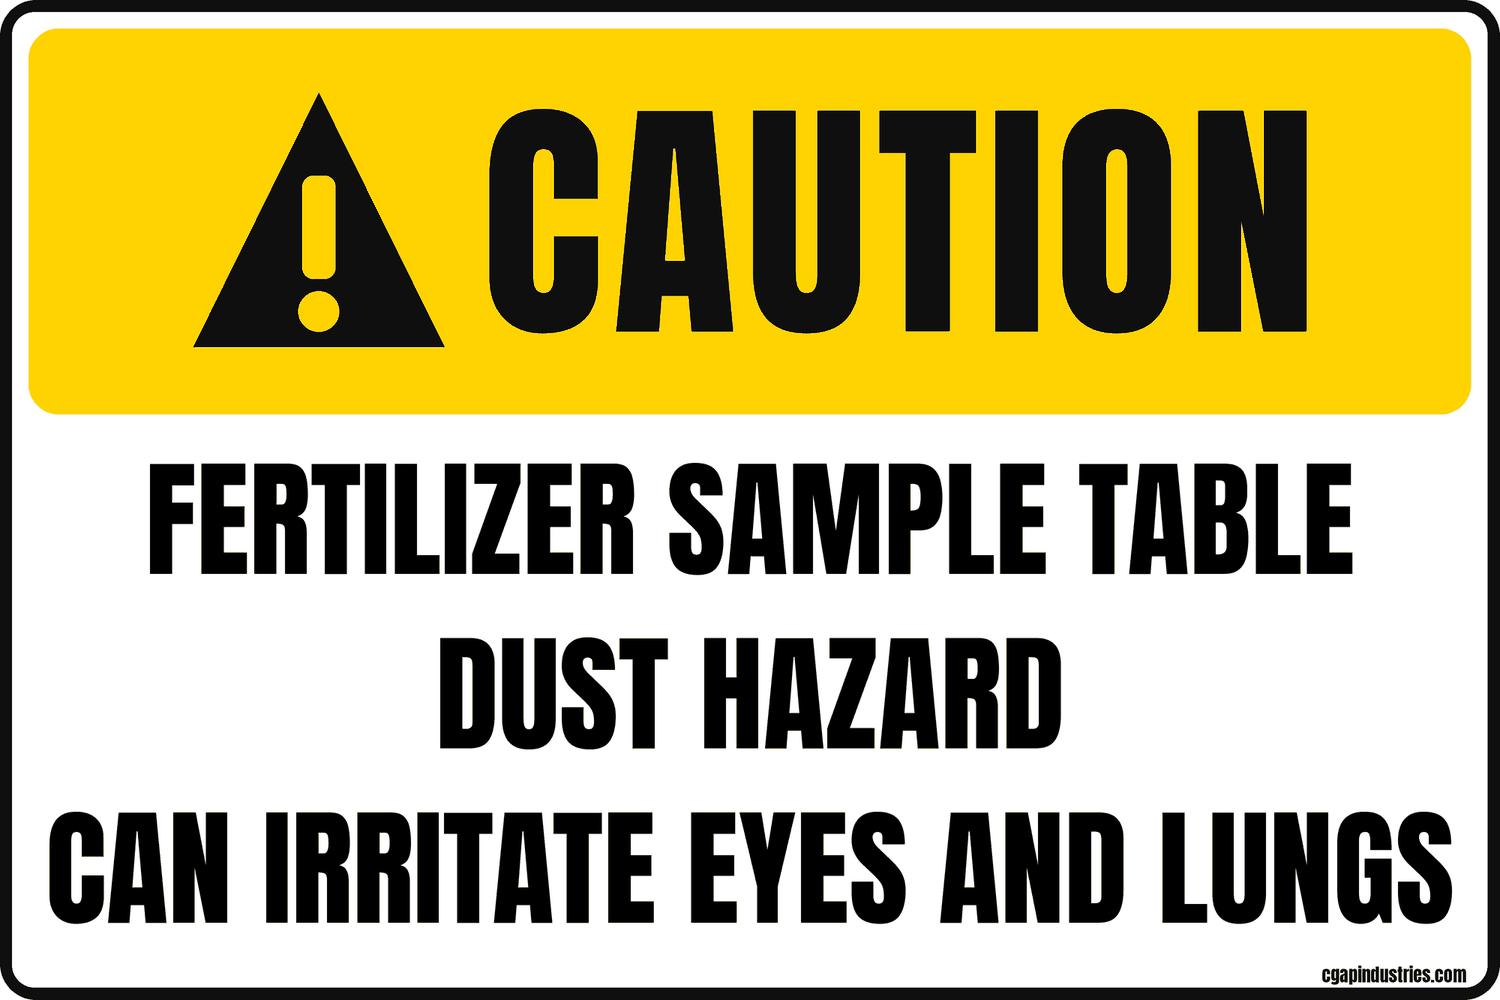 CAUTION
FERTILIZER SAMPLE TABLE
DUST HAZARD
CAN IRRITATE EYES AND LUNGS
cgapindustries.com